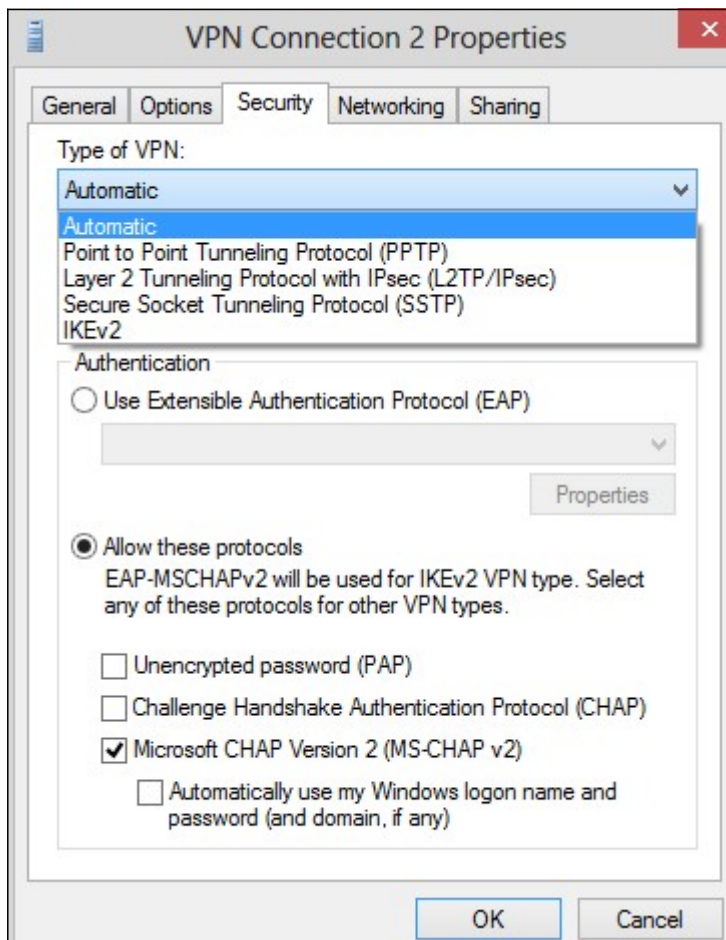 VPN Connection 2 Properties
General Options Security Networking Sharing
Type of VPN:
Automatic
Automatic
Point to Point Tunneling Protocol (PPTP)
Layer 2 Tunneling Protocol with IPsec (L2TP/IPsec)
Secure Socket Tunneling Protocol (SSTP)
IKEv2
Authentication
Use Extensible Authentication Protocol (EAP)
Properties
Allow these protocols
EAP-MSCHAPv2 will be used for IKEv2 VPN type. Select
any of these protocols for other VPN types.
Unencrypted password (PAP)
Challenge Handshake Authentication Protocol (CHAP)
Microsoft CHAP Version 2 (MS-CHAP v2)
Automatically use my Windows logon name and
password (and domain, if any)
OK Cancel